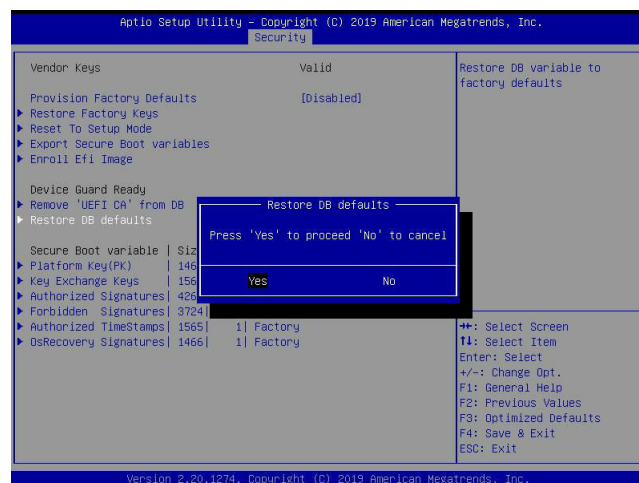 Aptio Setup Utility – Copyright (C) 2019 American Megatrends, Inc.
Security
Vendor Keys Valid
Provision Factory Defaults [Disabled]
Restore Factory Keys
Reset To Setup Mode
Export Secure Boot variables
Enroll Efi Image
Device Guard Ready
Remove 'UEFI CA' from DB
Restore DB defaults
Secure Boot variable | Siz
Platform Key(PK) | 146
Key Exchange Keys | 156
Authorized Signatures| 426
Forbidden Signatures| 3724|
Authorized TimeStamps| 1565| 1| Factory
OsRecovery Signatures| 1466| 1| Factory
Restore DB defaults
Press 'Yes' to proceed 'No' to cancel
Yes No
Restore DB variable to
factory defaults
→←: Select Screen
↑↓: Select Item
Enter: Select
+/-: Change Opt.
F1: General Help
F2: Previous Values
F3: Optimized Defaults
F4: Save & Exit
ESC: Exit
Version 2.20.1274. Copyright (C) 2019 American Megatrends, Inc.